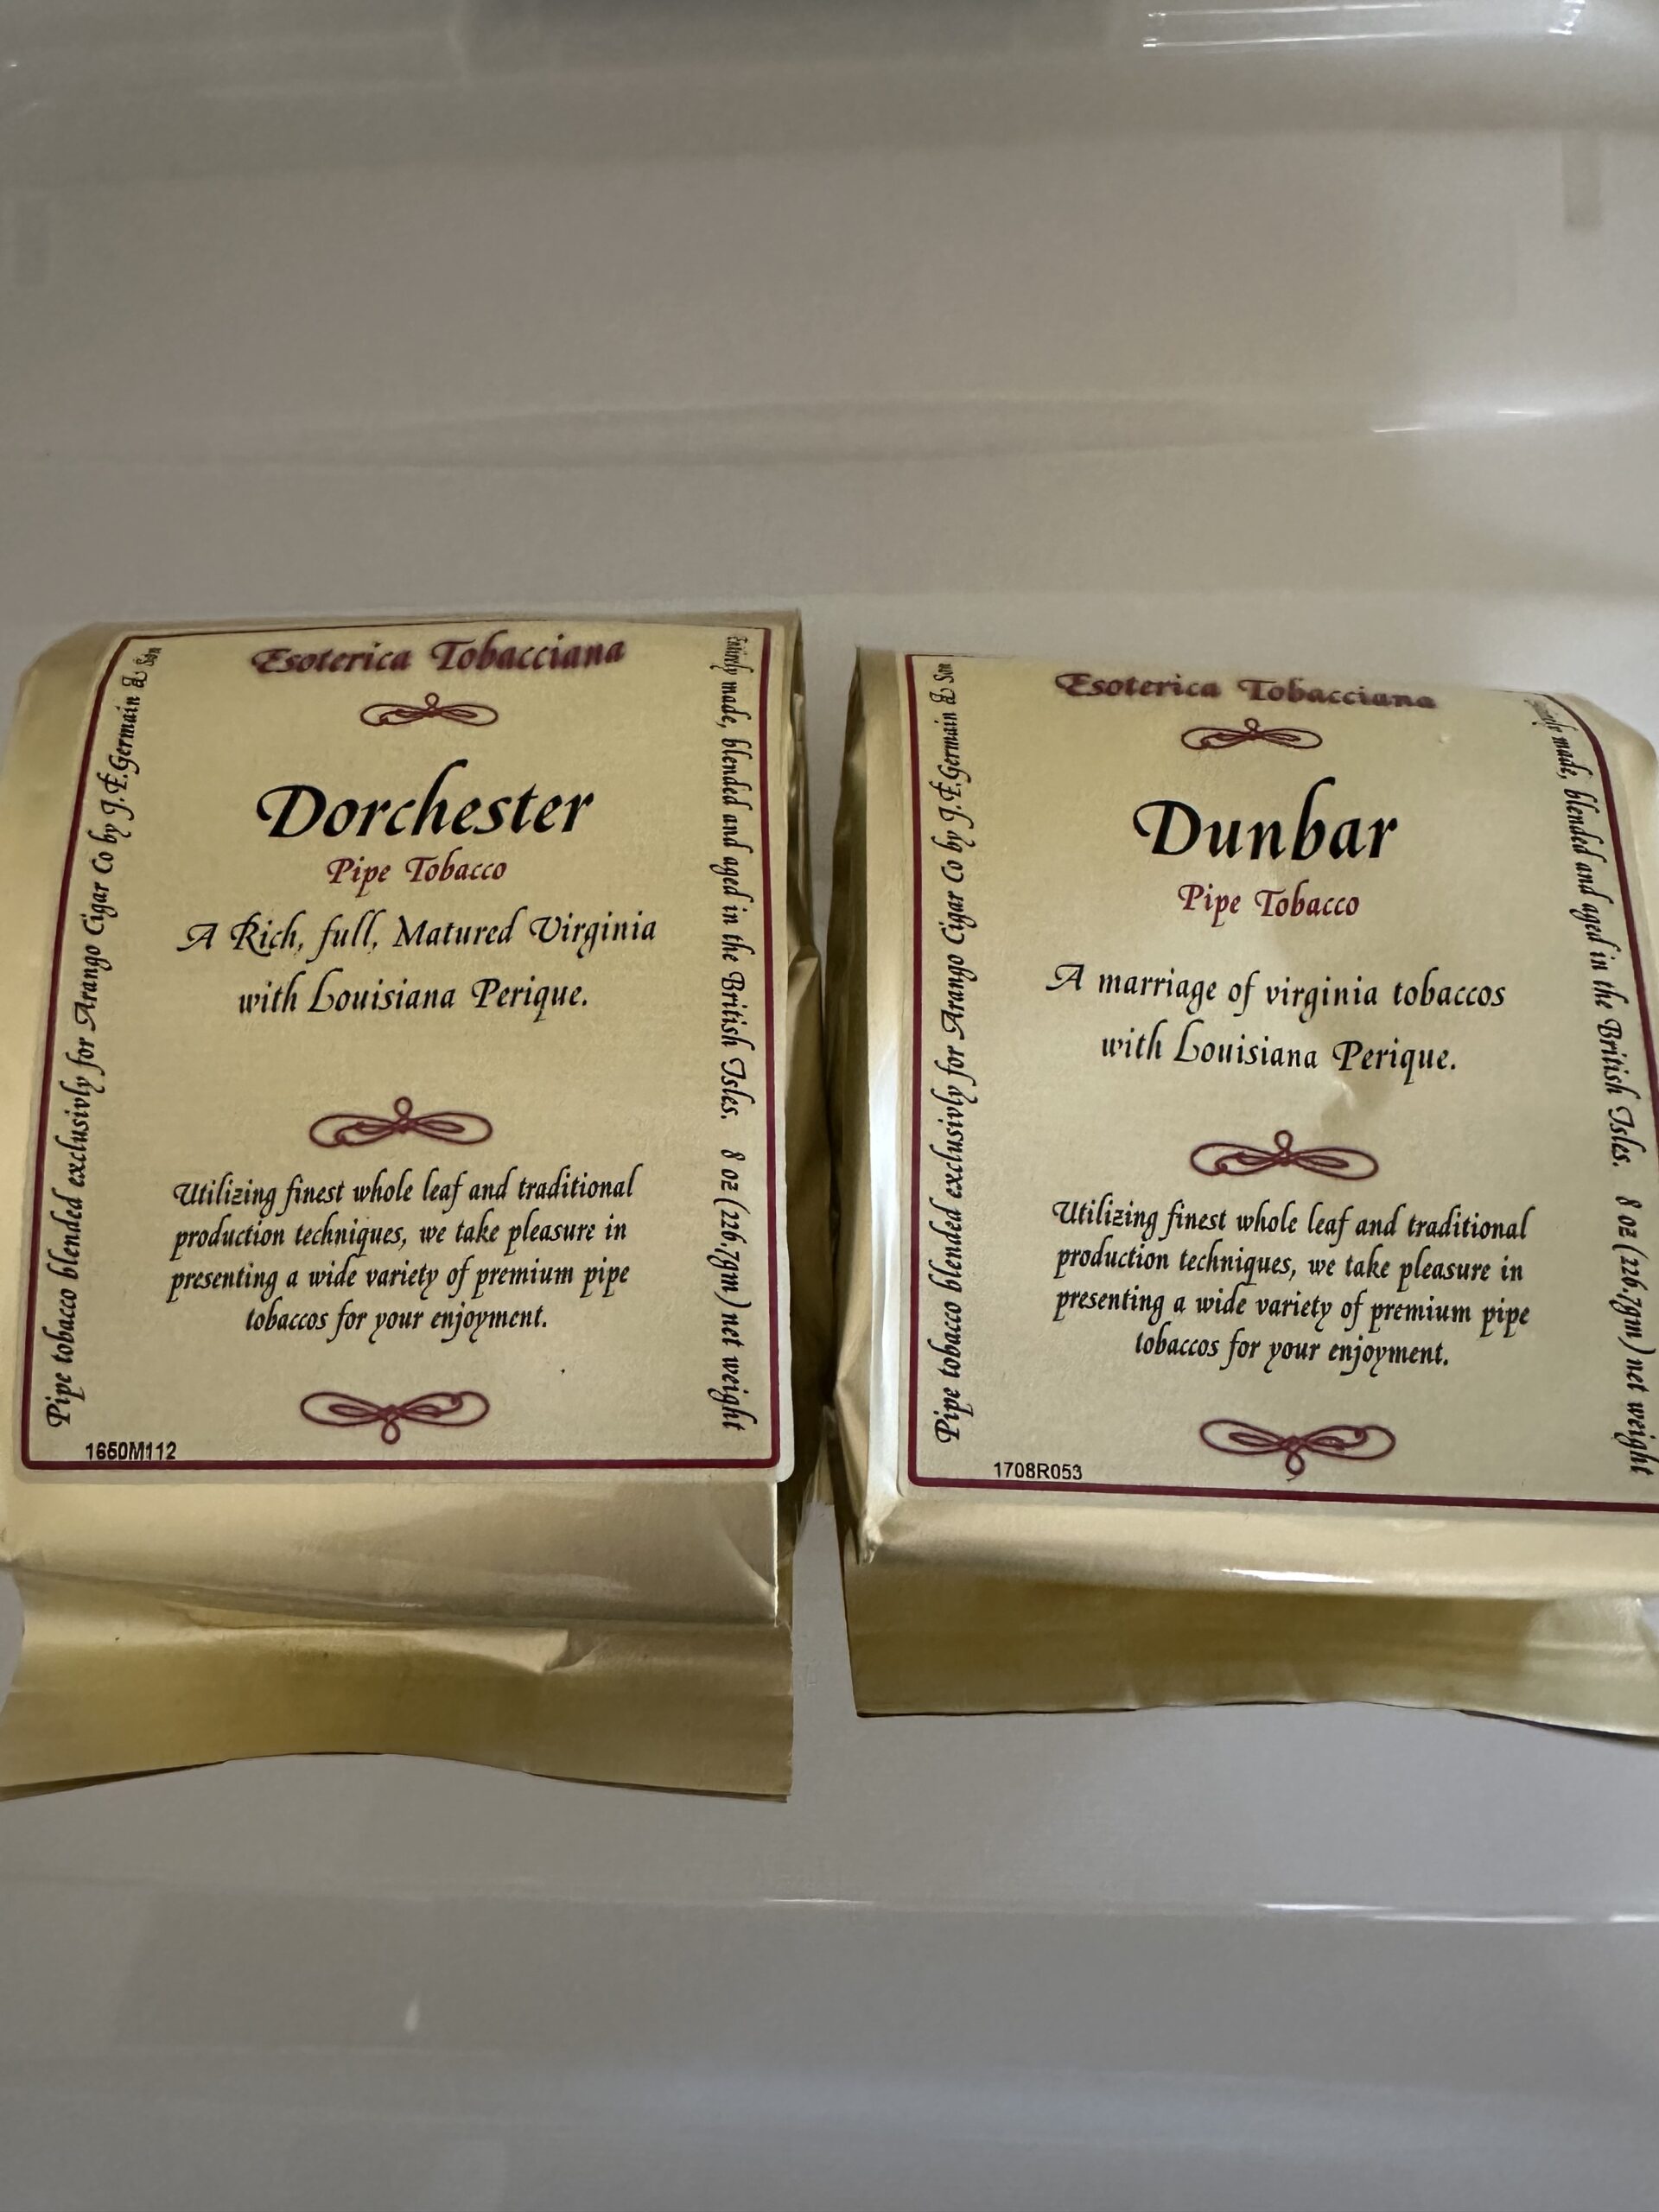 Esoterica Tobacciana
Dorchester
Pipe Tobacco
A Rich, full, Matured Virginia
with Louisiana Perique.
Utilizing finest whole leaf and traditional
production techniques, we take pleasure in
presenting a wide variety of premium pipe
tobaccos for your enjoyment.
1650M112
Pipe tobacco blended exclusivly for Arango Cigar Co by J.E.Germain & Son
Entirely made, blended and aged in the British Isles. 8 oz (226.7gm) net weight
Esoterica Tobacciana
Dunbar
Pipe Tobacco
A marriage of virginia tobaccos
with Louisiana Perique.
Utilizing finest whole leaf and traditional
production techniques, we take pleasure in
presenting a wide variety of premium pipe
tobaccos for your enjoyment.
1708R053
Pipe tobacco blended exclusivly for Arango Cigar Co by J.E.Germain & Son
Entirely made, blended and aged in the British Isles. 8 oz (226.7gm) net weight